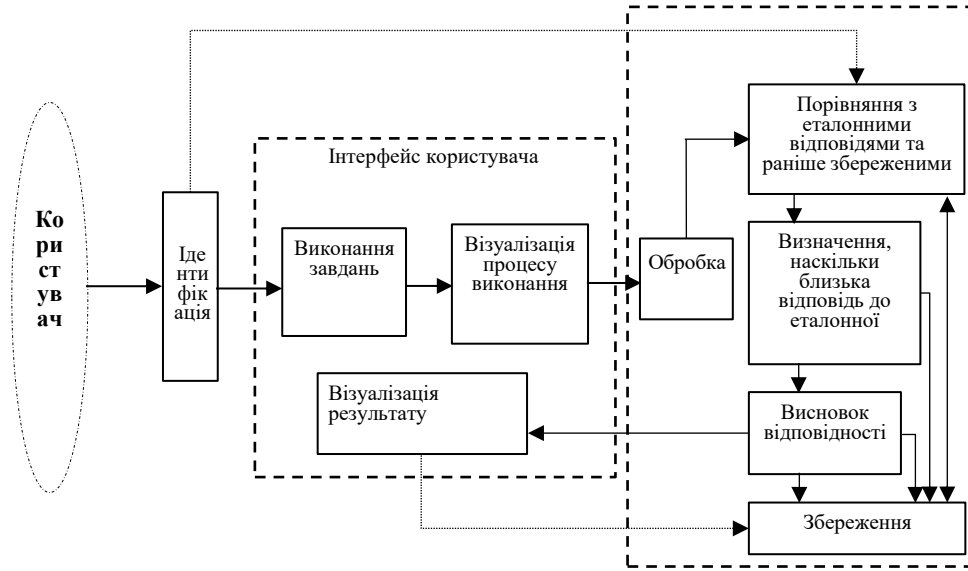 Ко
ри
ст
ув
ач
Іде
нти
фік
ація
Інтерфейс користувача
Виконання
завдань
Візуалізація
процесу
виконання
Візуалізація
результату
Обробка
Порівняння з
еталонними
відповідями та
раніше збереженими
Визначення,
наскільки
близька
відповідь до
еталонної
Висновок
відповідності
Збереження